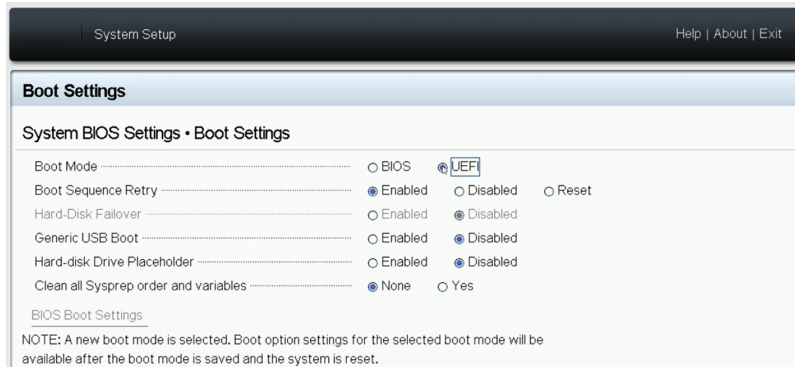 System Setup
Help | About | Exit
Boot Settings
System BIOS Settings • Boot Settings
Boot Mode BIOS UEFI
Boot Sequence Retry Enabled Disabled Reset
Hard-Disk Failover Enabled Disabled
Generic USB Boot Enabled Disabled
Hard-disk Drive Placeholder Enabled Disabled
Clean all Sysprep order and variables None Yes
BIOS Boot Settings
NOTE: A new boot mode is selected. Boot option settings for the selected boot mode will be
available after the boot mode is saved and the system is reset.